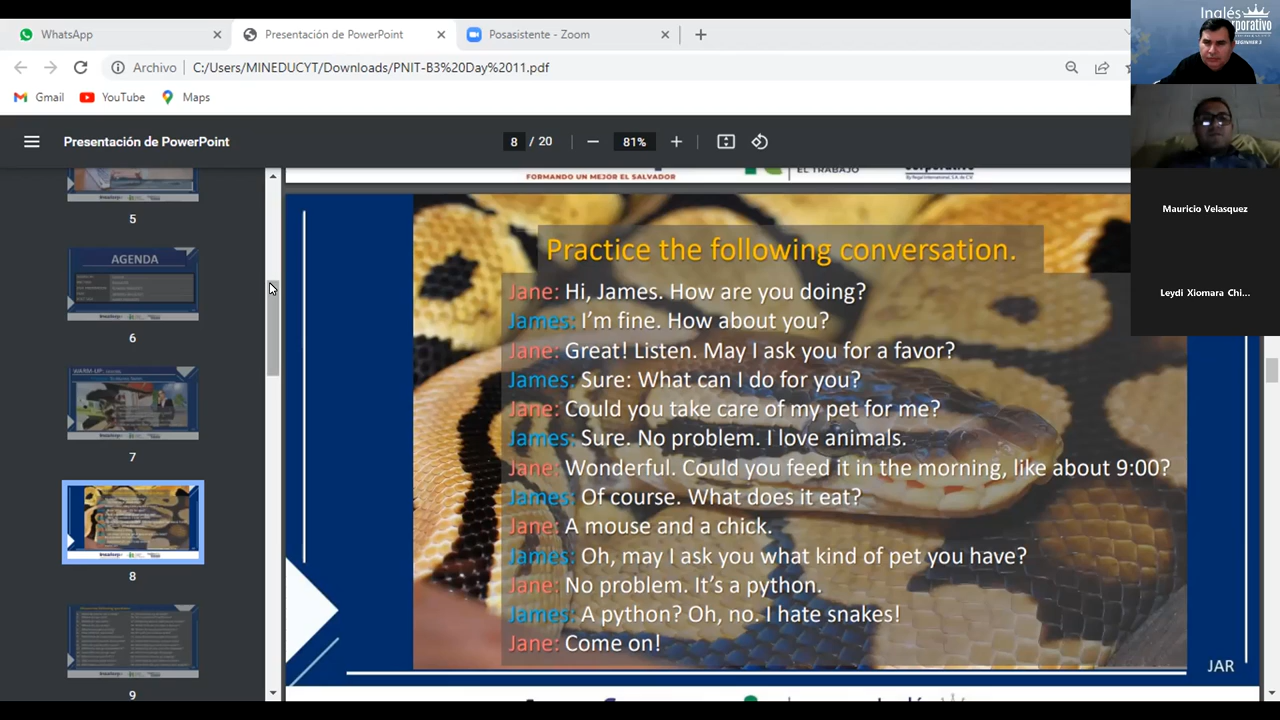 WhatsApp
Presentación de PowerPoint
Posasistente - Zoom
Archivo
C:/Users/MINEDUCYT/Downloads/PNIT-B3%20Day%2011.pdf
Gmail
YouTube
Maps
Presentación de PowerPoint
8 / 20
81%
Inglés
BEGINNER
Mauricio Velasquez
Leydi Xiomara Chi...
5
AGENDA
6
WARM-UP:
7
8
9
FORMANDO UN MEJOR EL SALVADOR
EL TRABAJO
Practice the following conversation.
Jane: Hi, James. How are you doing?
James: I'm fine. How about you?
Jane: Great! Listen. May I ask you for a favor?
James: Sure: What can I do for you?
Jane: Could you take care of my pet for me?
James: Sure. No problem. I love animals.
Jane: Wonderful. Could you feed it in the morning, like about 9:00?
James: Of course. What does it eat?
Jane: A mouse and a chick.
James: Oh, may I ask you what kind of pet you have?
Jane: No problem. It's a python.
James: A python? Oh, no. I hate snakes!
Jane: Come on!
JAR